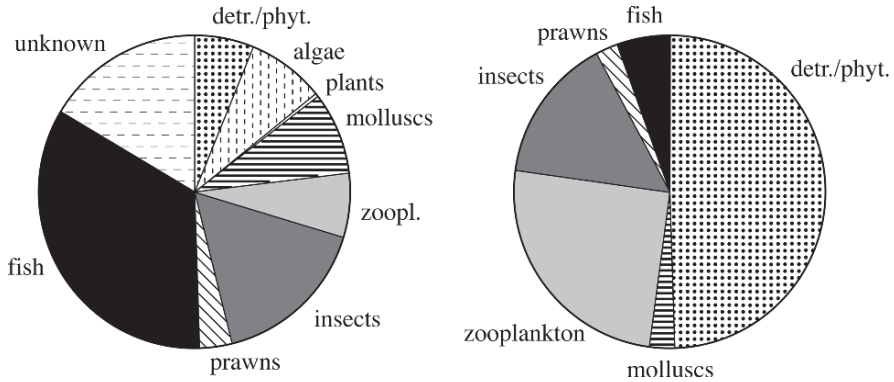 detr./phyt.
algae
plants
molluscs
zoopl.
insects
prawns
fish
unknown
fish
prawns
insects
detr./phyt.
zooplankton
molluscs